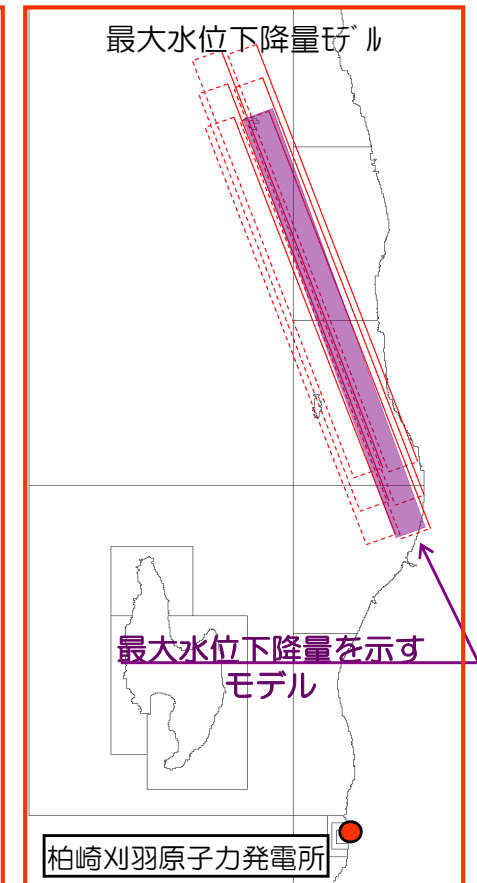 最大水位下降量ﾓﾃﾞﾙ
最大水位下降量を示す
モデル
柏崎刈羽原子力発電所